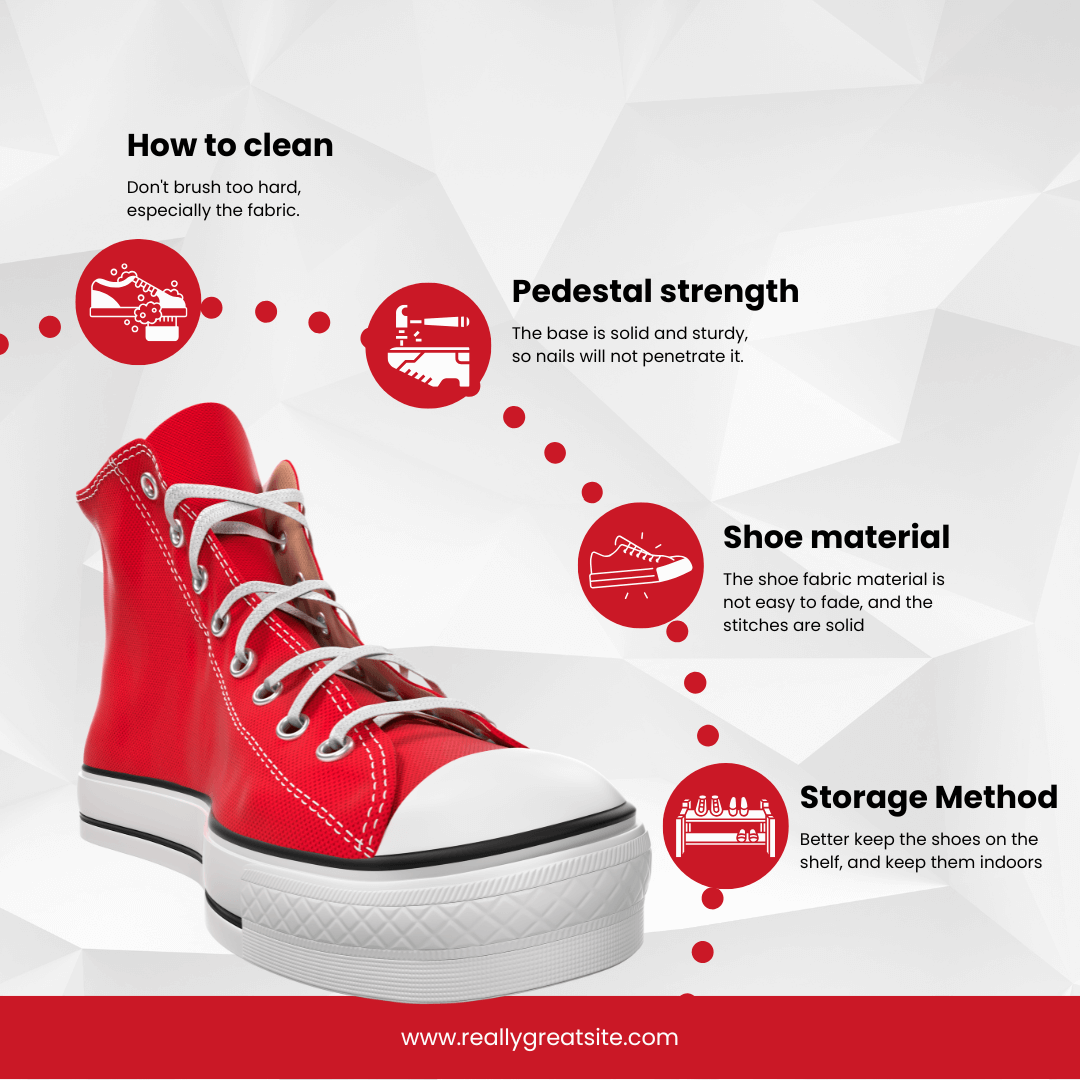 How to clean
Don't brush too hard,
especially the fabric.
Pedestal strength
The base is solid and sturdy,
so nails will not penetrate it.
Shoe material
The shoe fabric material is
not easy to fade, and the
stitches are solid
Storage Method
Better keep the shoes on the
shelf, and keep them indoors
www.reallygreatsite.com